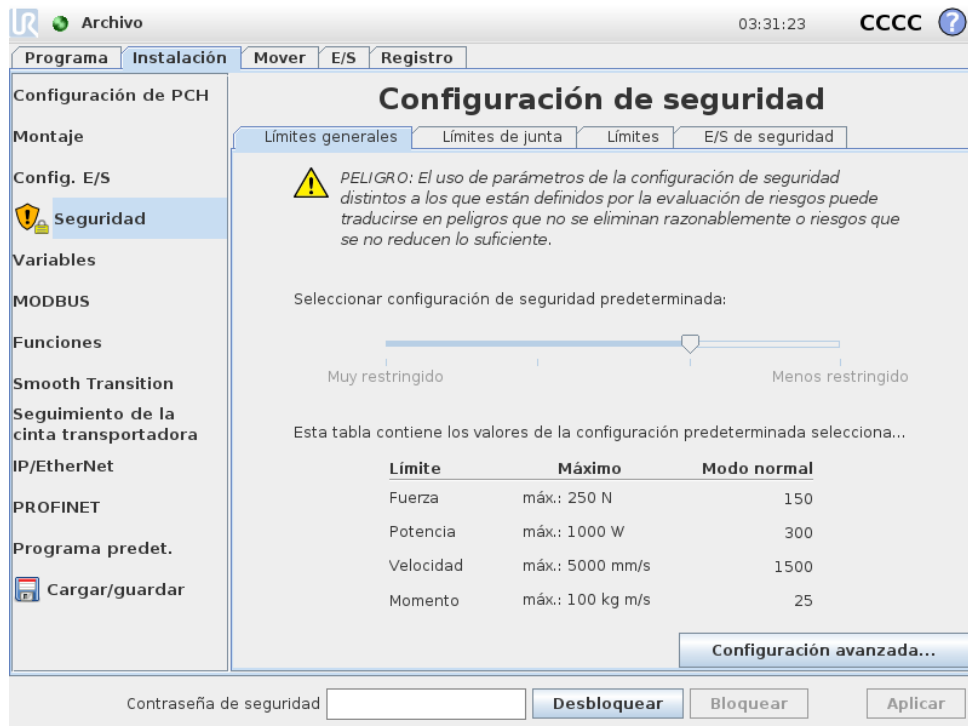 UR Archivo 03:31:23 CCCC ?
Programa Instalación Mover E/S Registro
Configuración de PCH
Montaje
Config. E/S
Seguridad
Variables
MODBUS
Funciones
Smooth Transition
Seguimiento de la
cinta transportadora
IP/EtherNet
PROFINET
Programa predet.
Cargar/guardar
Configuración de seguridad
Límites generales Límites de junta Límites E/S de seguridad
PELIGRO: El uso de parámetros de la configuración de seguridad
distintos a los que están definidos por la evaluación de riesgos puede
traducirse en peligros que no se eliminan razonablemente o riesgos que
se no reducen lo suficiente.
Seleccionar configuración de seguridad predeterminada:
Muy restringido Menos restringido
Esta tabla contiene los valores de la configuración predeterminada selecciona...
Límite Máximo Modo normal
Fuerza máx.: 250 N 150
Potencia máx.: 1000 W 300
Velocidad máx.: 5000 mm/s 1500
Momento máx.: 100 kg m/s 25
Configuración avanzada...
Contraseña de seguridad Desbloquear Bloquear Aplicar